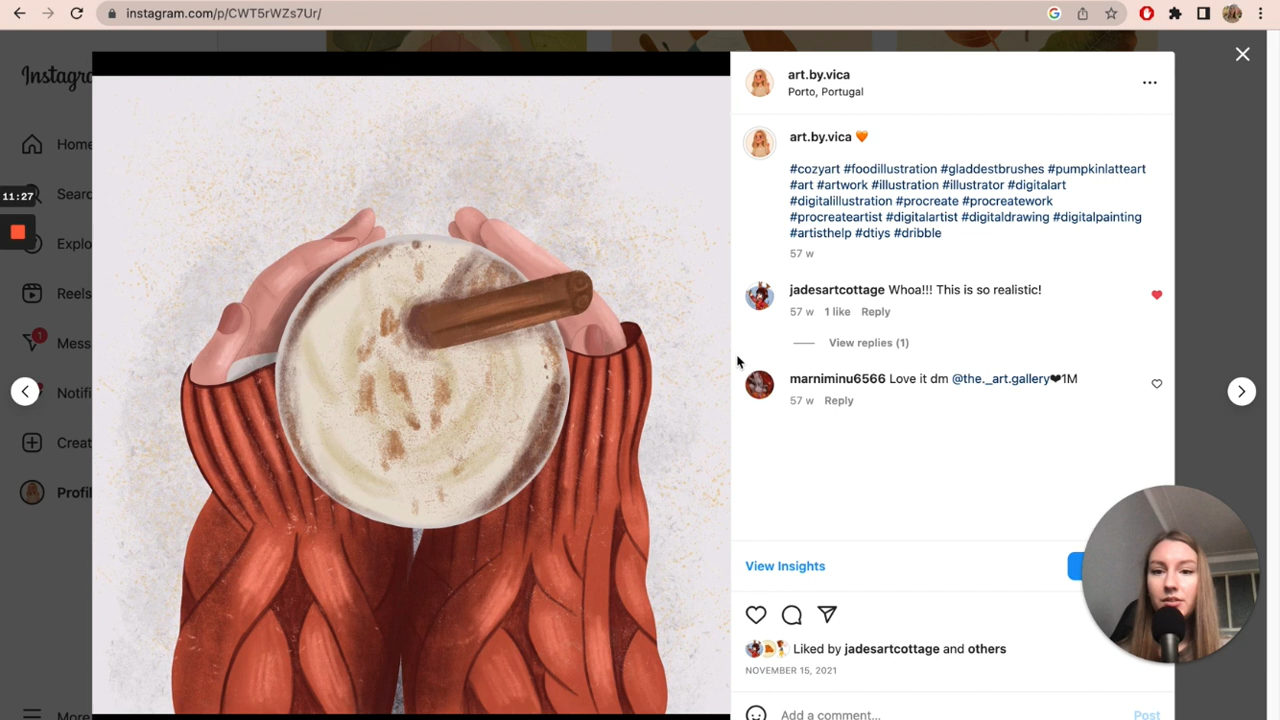 instagram.com/p/CWT5rWZs7Ur/
Instagra
Home
Searc
Explo
Reels
1
Mess
Notifi
Creat
Profil
More
11:27
art.by.vica
Porto, Portugal
art.by.vica 🧡
#cozyart #foodillustration #gladdestbrushes #pumpkinlatteart
#art #artwork #illustration #illustrator #digitalart
#digitalillustration #procreate #procreatework
#procreateartist #digitalartist #digitaldrawing #digitalpainting
#artisthelp #dtiys #dribble
57 w
jadesartcottage Whoa!!! This is so realistic!
57 w 1 like Reply
View replies (1)
marniminu6566 Love it dm @the._art.gallery❤1M
57 w Reply
View Insights
Liked by jadesartcottage and others
NOVEMBER 15, 2021
Add a comment...
Post